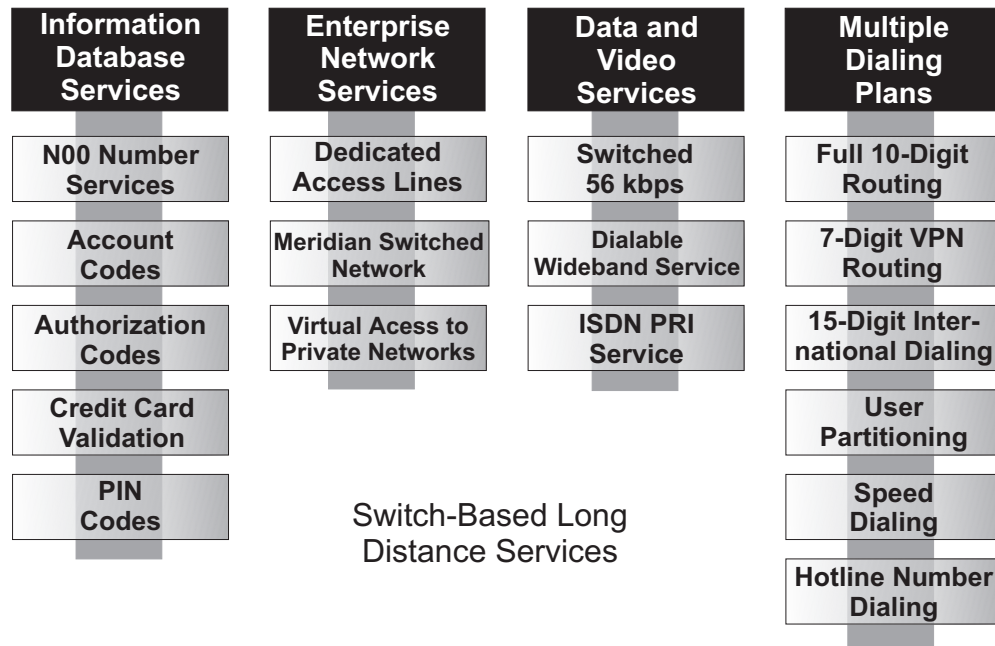 Information
Database
Services
N00 Number
Services
Account
Codes
Authorization
Codes
Credit Card
Validation
PIN
Codes
Enterprise
Network
Services
Dedicated
Access Lines
Meridian Switched
Network
Virtual Acess to
Private Networks
Data and
Video
Services
Switched
56 kbps
Dialable
Wideband Service
ISDN PRI
Service
Multiple
Dialing
Plans
Full 10-Digit
Routing
7-Digit VPN
Routing
15-Digit Inter-
national Dialing
User
Partitioning
Speed
Dialing
Hotline Number
Dialing
Switch-Based Long
Distance Services